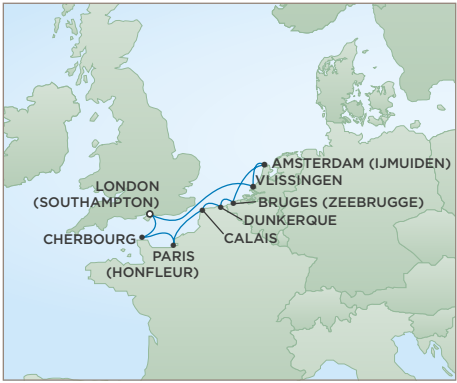 AMSTERDAM (IJMUIDEN)
VLISSINGEN
LONDON
(SOUTHAMPTON)
BRUGES (ZEEBRUGGE)
DUNKERQUE
CHERBOURG
CALAIS
PARIS
(HONFLEUR)